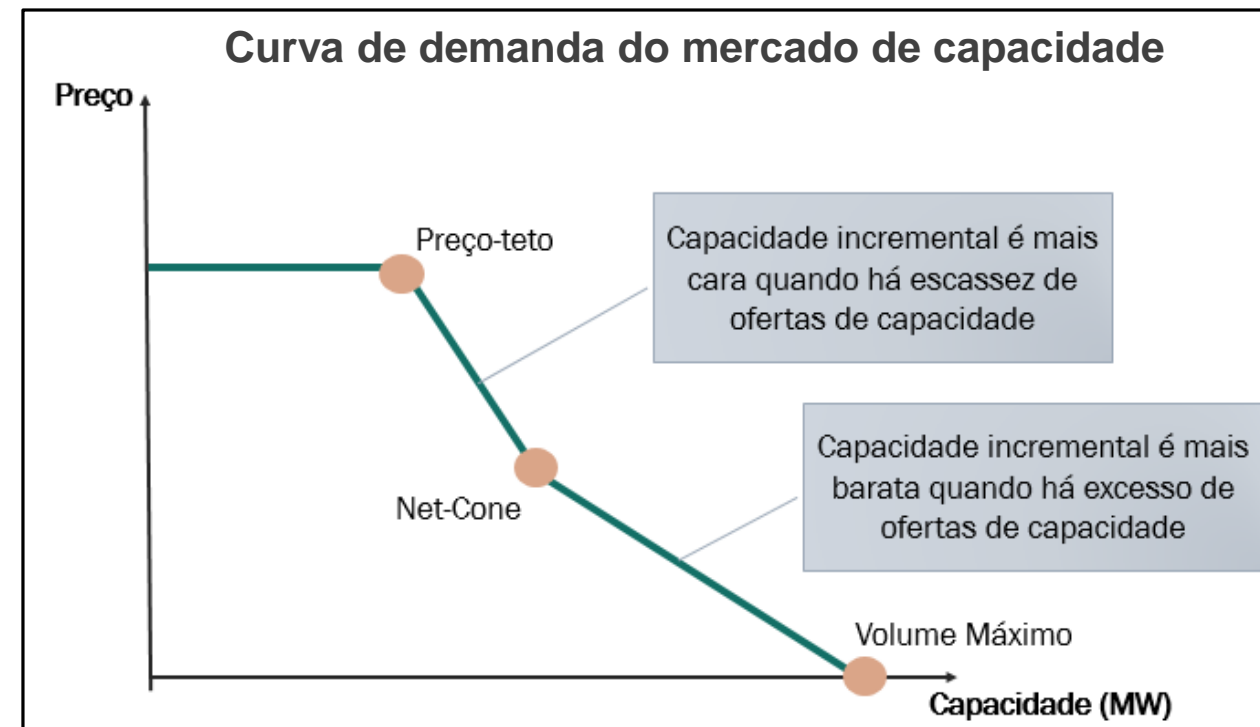 Curva de demanda do mercado de capacidade
Preço
Preço-teto
Capacidade incremental é mais
cara quando há escassez de
ofertas de capacidade
Capacidade incremental é mais
barata quando há excesso de
ofertas de capacidade
Net-Cone
Volume Máximo
Capacidade (MW)